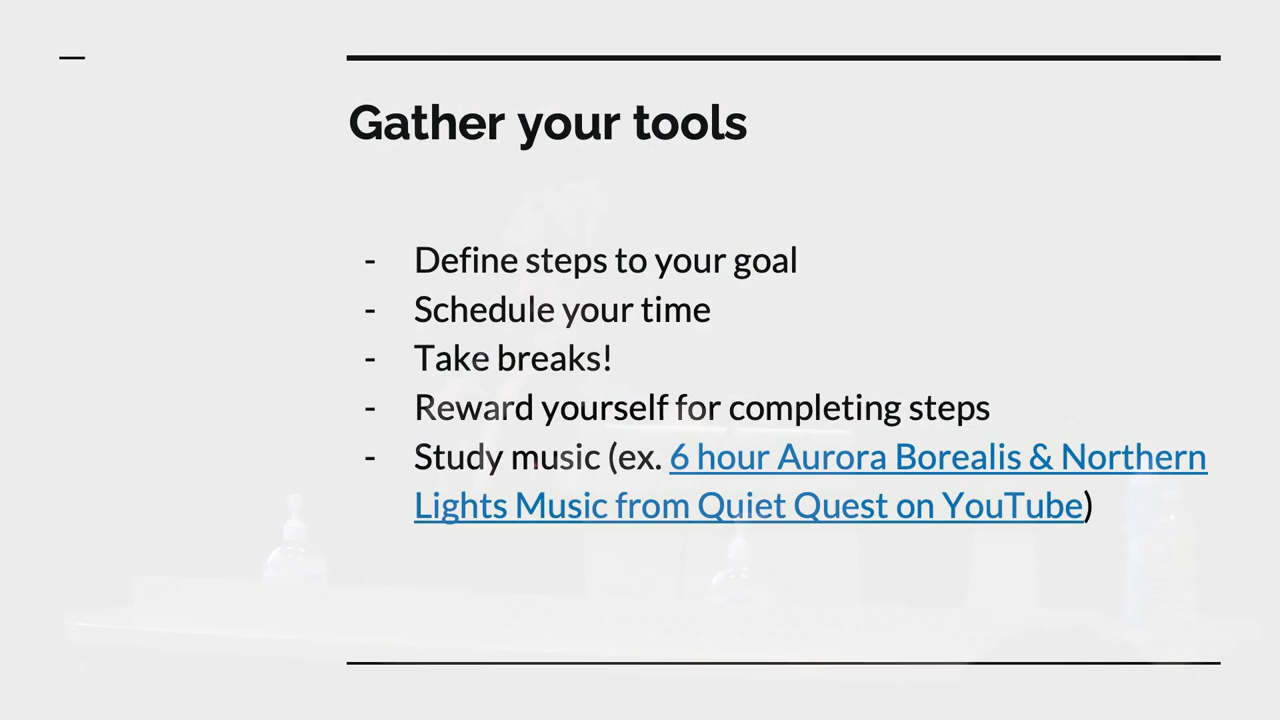 Gather your tools
- Define steps to your goal
- Schedule your time
- Take breaks!
- Reward yourself for completing steps
- Study music (ex. 6 hour Aurora Borealis & Northern
Lights Music from Quiet Quest on YouTube)